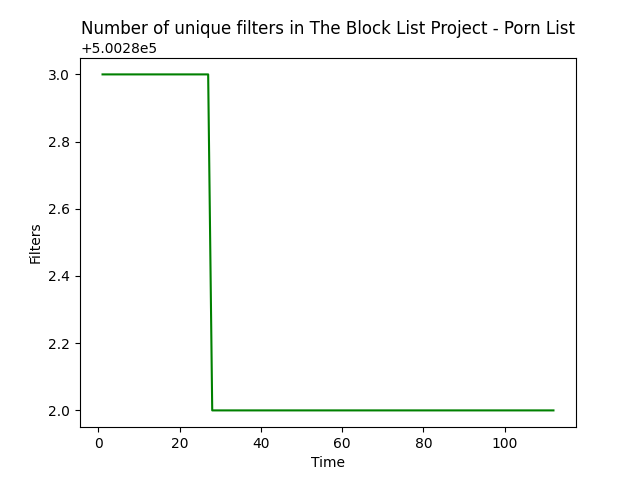 Number of unique filters in The Block List Project - Porn List
+5.0028e5
3.0
2.8
2.6
2.4
2.2
2.0
Filters
0 20 40 60 80 100
Time